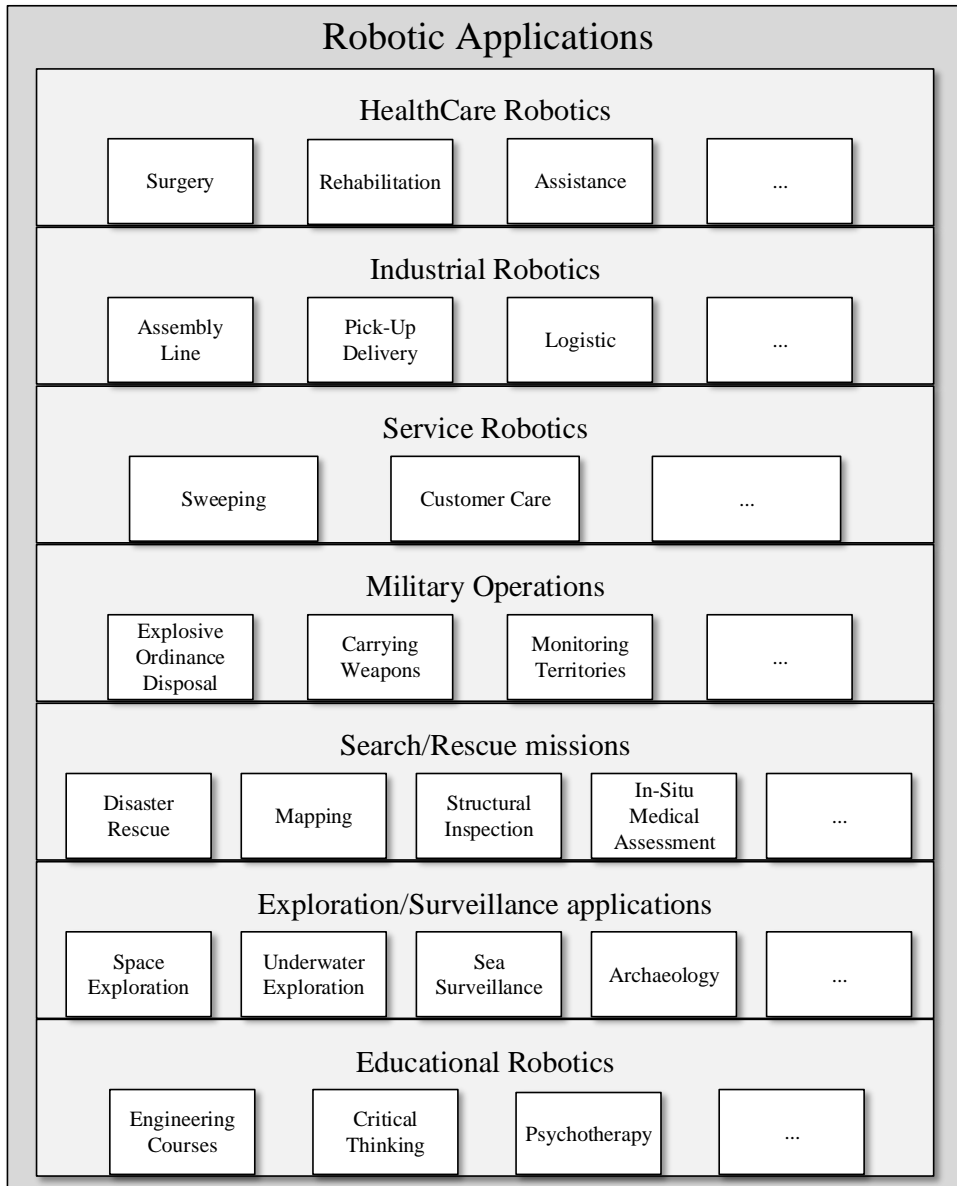 Robotic Applications
HealthCare Robotics
Surgery
Rehabilitation
Assistance
...
Industrial Robotics
Assembly
Line
Pick-Up
Delivery
Logistic
...
Service Robotics
Sweeping
Customer Care
...
Military Operations
Explosive
Ordinance
Disposal
Carrying
Weapons
Monitoring
Territories
...
Search/Rescue missions
Disaster
Rescue
Mapping
Structural
Inspection
In-Situ
Medical
Assessment
...
Exploration/Surveillance applications
Space
Exploration
Underwater
Exploration
Sea
Surveillance
Archaeology
...
Educational Robotics
Engineering
Courses
Critical
Thinking
Psychotherapy
...